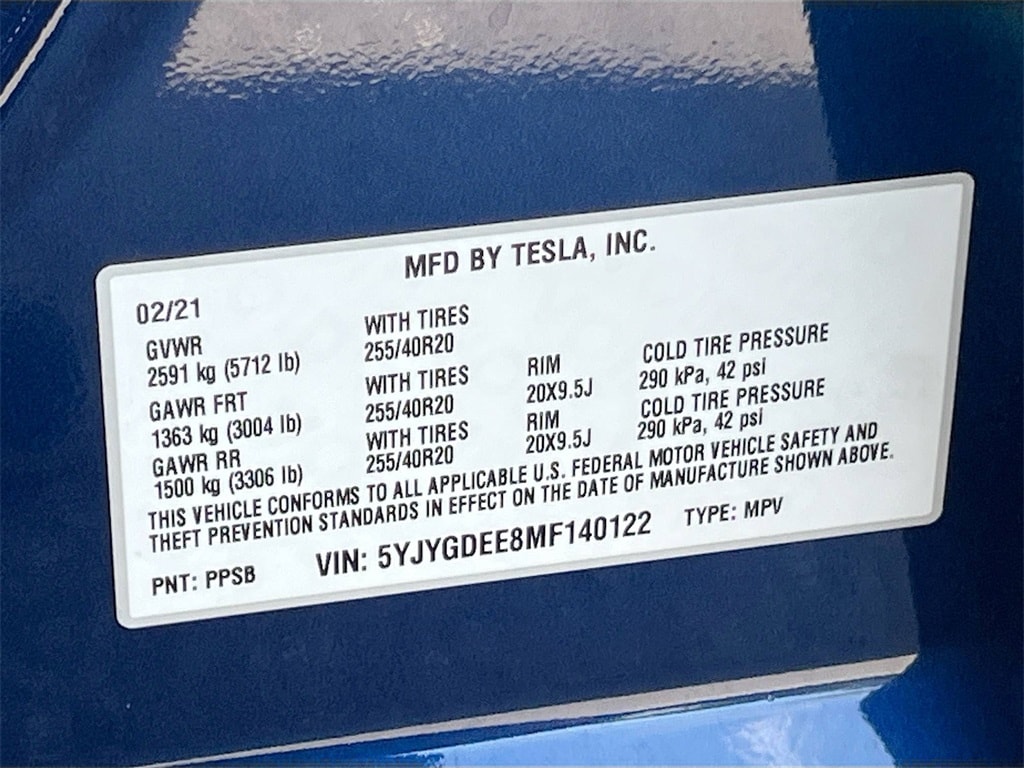 MFD BY TESLA, INC.
02/21
GVWR WITH TIRES
2591 kg (5712 lb) 255/40R20
GAWR FRT WITH TIRES RIM COLD TIRE PRESSURE
1363 kg (3004 lb) 255/40R20 20X9.5J 290 kPa, 42 psi
GAWR RR WITH TIRES RIM COLD TIRE PRESSURE
1500 kg (3306 lb) 255/40R20 20X9.5J 290 kPa, 42 psi
THIS VEHICLE CONFORMS TO ALL APPLICABLE U.S. FEDERAL MOTOR VEHICLE SAFETY AND
THEFT PREVENTION STANDARDS IN EFFECT ON THE DATE OF MANUFACTURE SHOWN ABOVE.
PNT: PPSB VIN: 5YJYGDEE8MF140122 TYPE: MPV